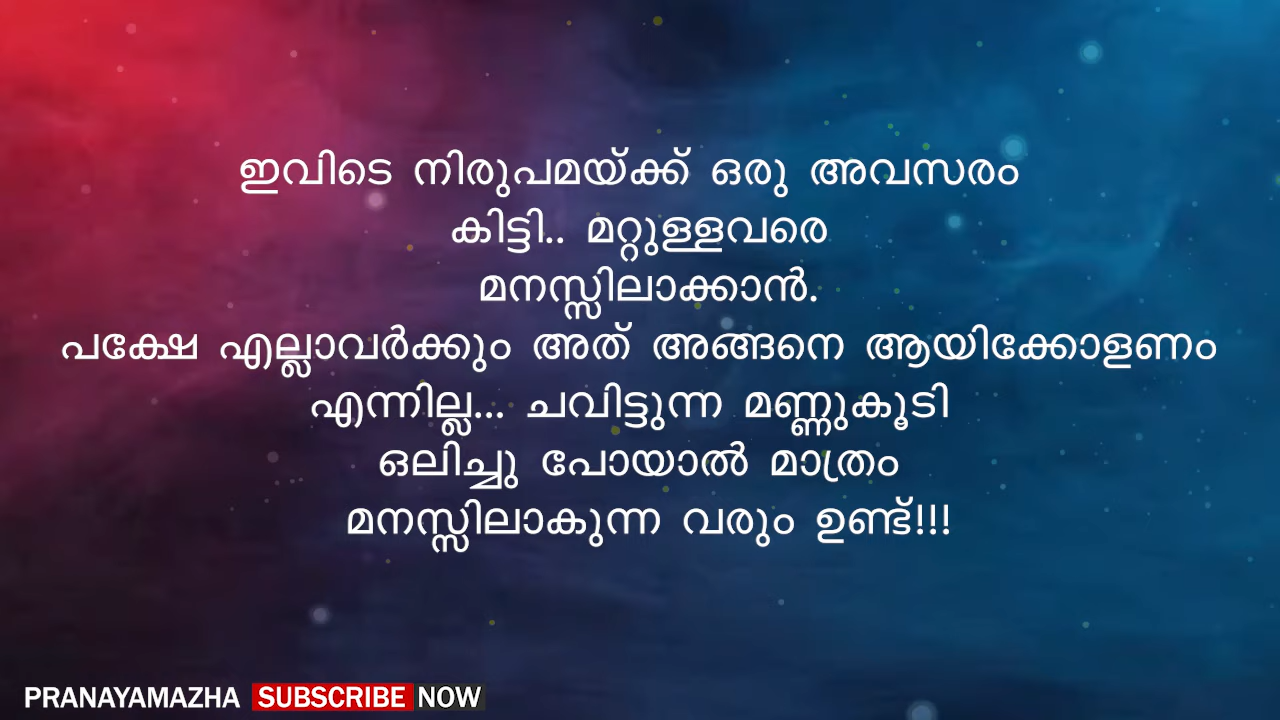 ഇവിടെ നിരുപമയ്ക്ക് ഒരു അവസരം
കിട്ടി.. മറ്റുള്ളവരെ
മനസ്സിലാക്കാൻ.
പക്ഷേ എല്ലാവർക്കും അത് അങ്ങനെ ആയിക്കോളണം
എന്നില്ല... ചവിട്ടുന്ന മണ്ണുകൂടി
ഒലിച്ചു പോയാൽ മാത്രം
മനസ്സിലാകുന്ന വരും ഉണ്ട്!!!
PRANAYAMAZHA SUBSCRIBE NOW